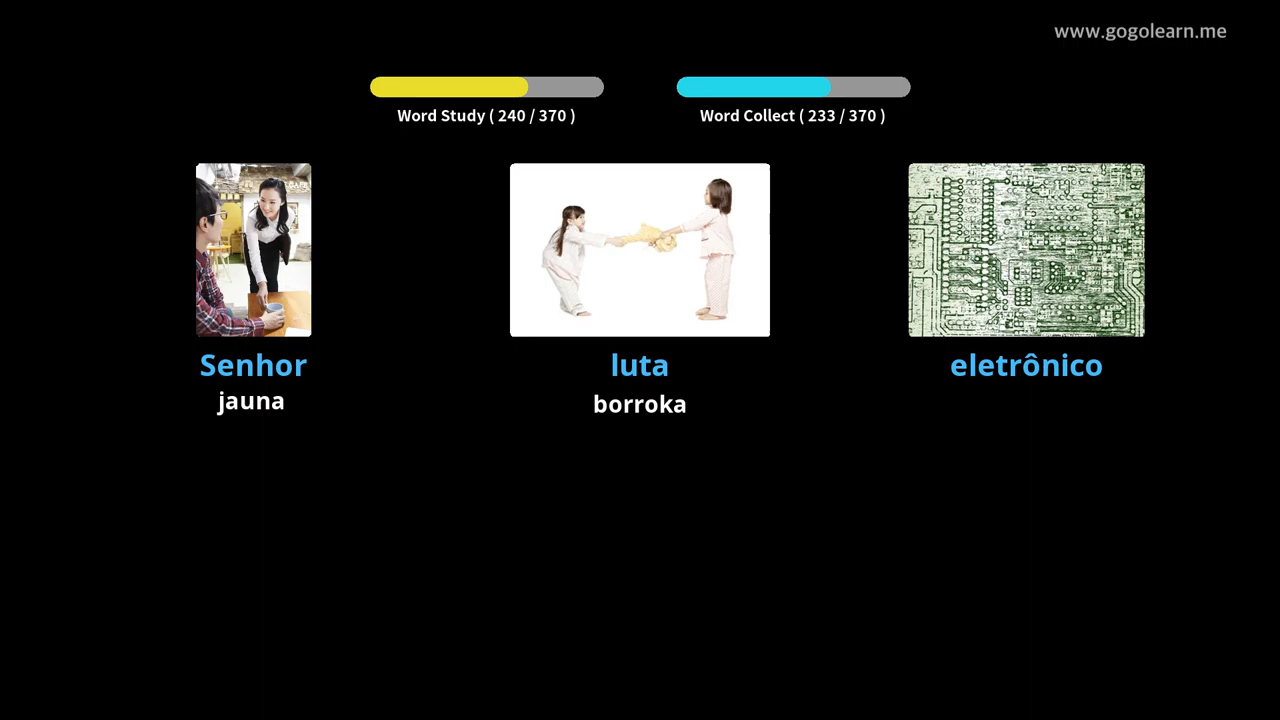 www.gogolearn.me
Word Study ( 240 / 370 )
Word Collect ( 233 / 370 )
Senhor
jauna
luta
borroka
eletrônico